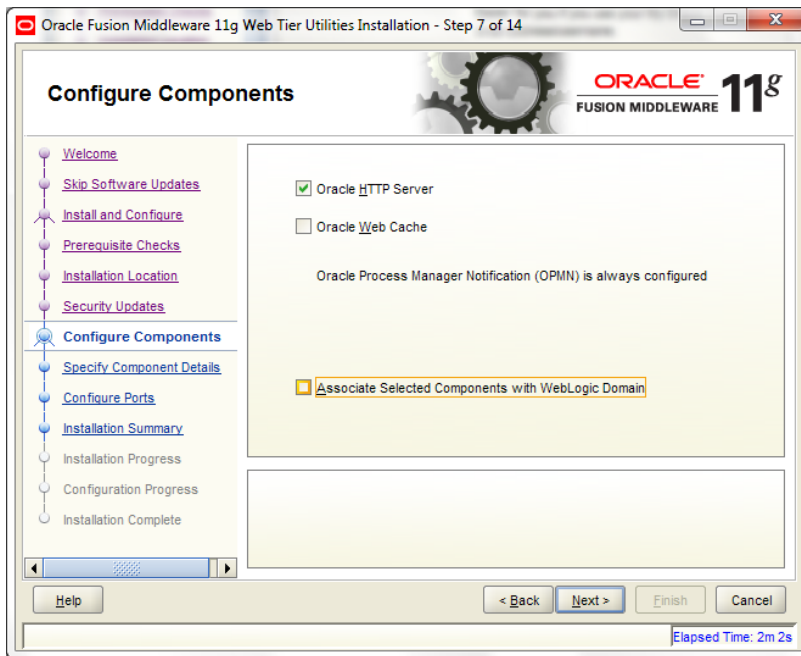 Oracle Fusion Middleware 11g Web Tier Utilities Installation - Step 7 of 14
Configure Components
ORACLE
FUSION MIDDLEWARE
11g
Welcome
Skip Software Updates
Install and Configure
Prerequisite Checks
Installation Location
Security Updates
Configure Components
Specify Component Details
Configure Ports
Installation Summary
Installation Progress
Configuration Progress
Installation Complete
Oracle HTTP Server
Oracle Web Cache
Oracle Process Manager Notification (OPMN) is always configured
Associate Selected Components with WebLogic Domain
Help
< Back
Next >
Finish
Cancel
Elapsed Time: 2m 2s